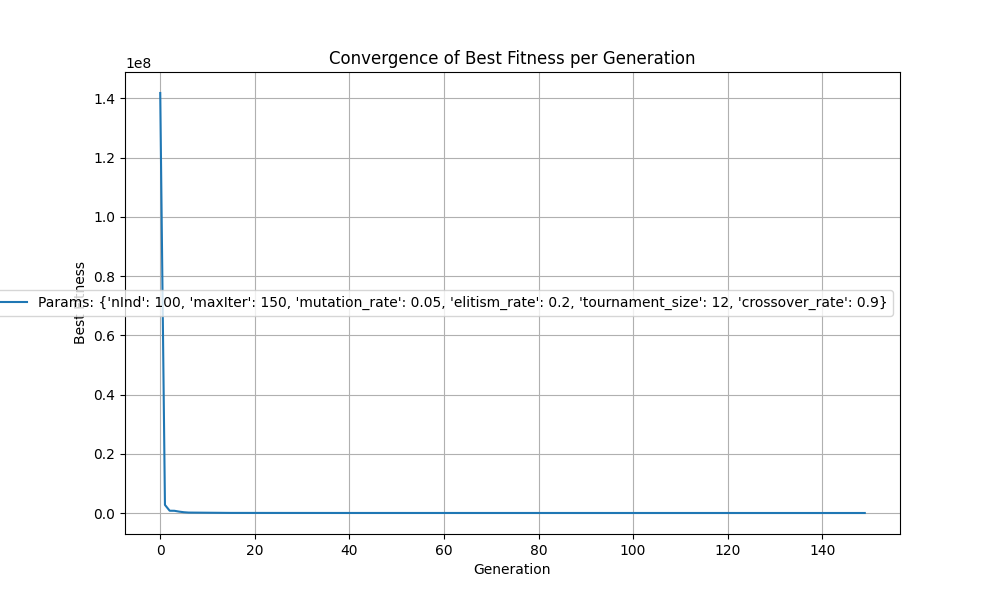 Convergence of Best Fitness per Generation
1e8
1.4
1.2
1.0
0.8
0.6
0.4
0.2
0.0
Params: {'nInd': 100, 'maxIter': 150, 'mutation_rate': 0.05, 'elitism_rate': 0.2, 'tournament_size': 12, 'crossover_rate': 0.9}
Best
0 20 40 60 80 100 120 140
Generation